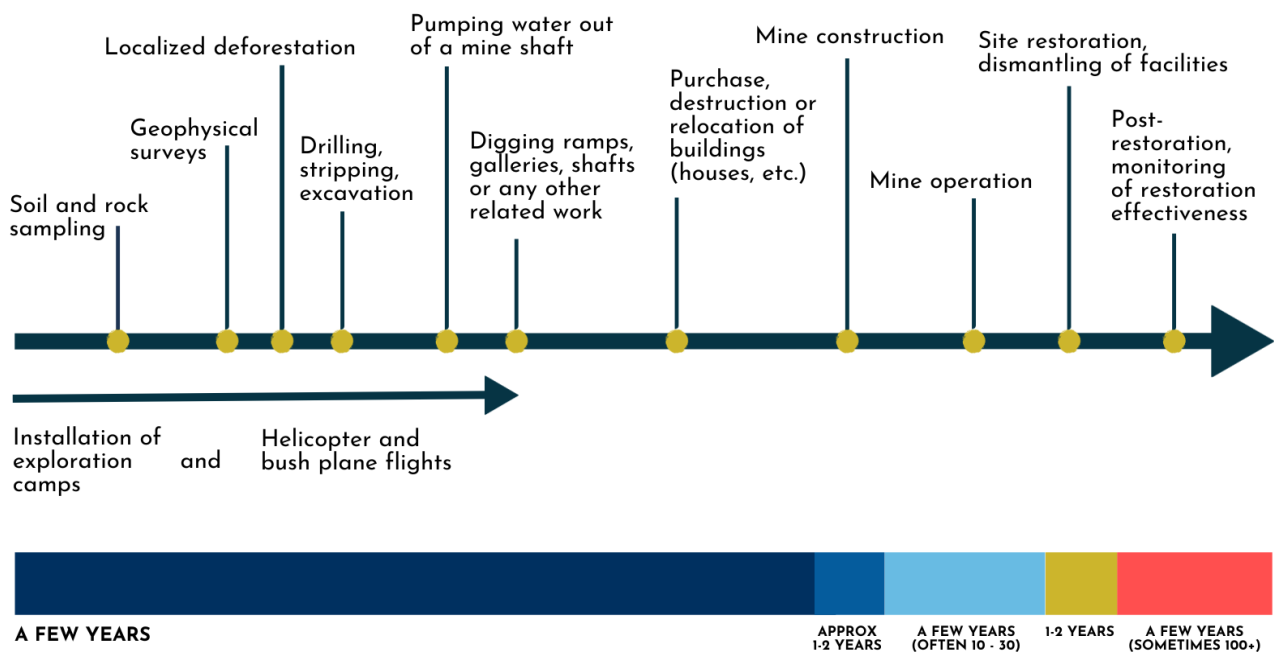 Localized deforestation
Pumping water out
of a mine shaft
Mine construction
Site restoration,
dismantling of facilities
Geophysical
surveys
Drilling,
stripping,
excavation
Digging ramps,
galleries, shafts
or any other
related work
Purchase,
destruction or
relocation of
buildings
(houses, etc.)
Mine operation
Post-
restoration,
monitoring
of restoration
effectiveness
Soil and rock
sampling
Installation of
exploration and
camps
Helicopter and
bush plane flights
A FEW YEARS
APPROX
1-2 YEARS
A FEW YEARS
(OFTEN 10 - 30)
1-2 YEARS
A FEW YEARS
(SOMETIMES 100+)